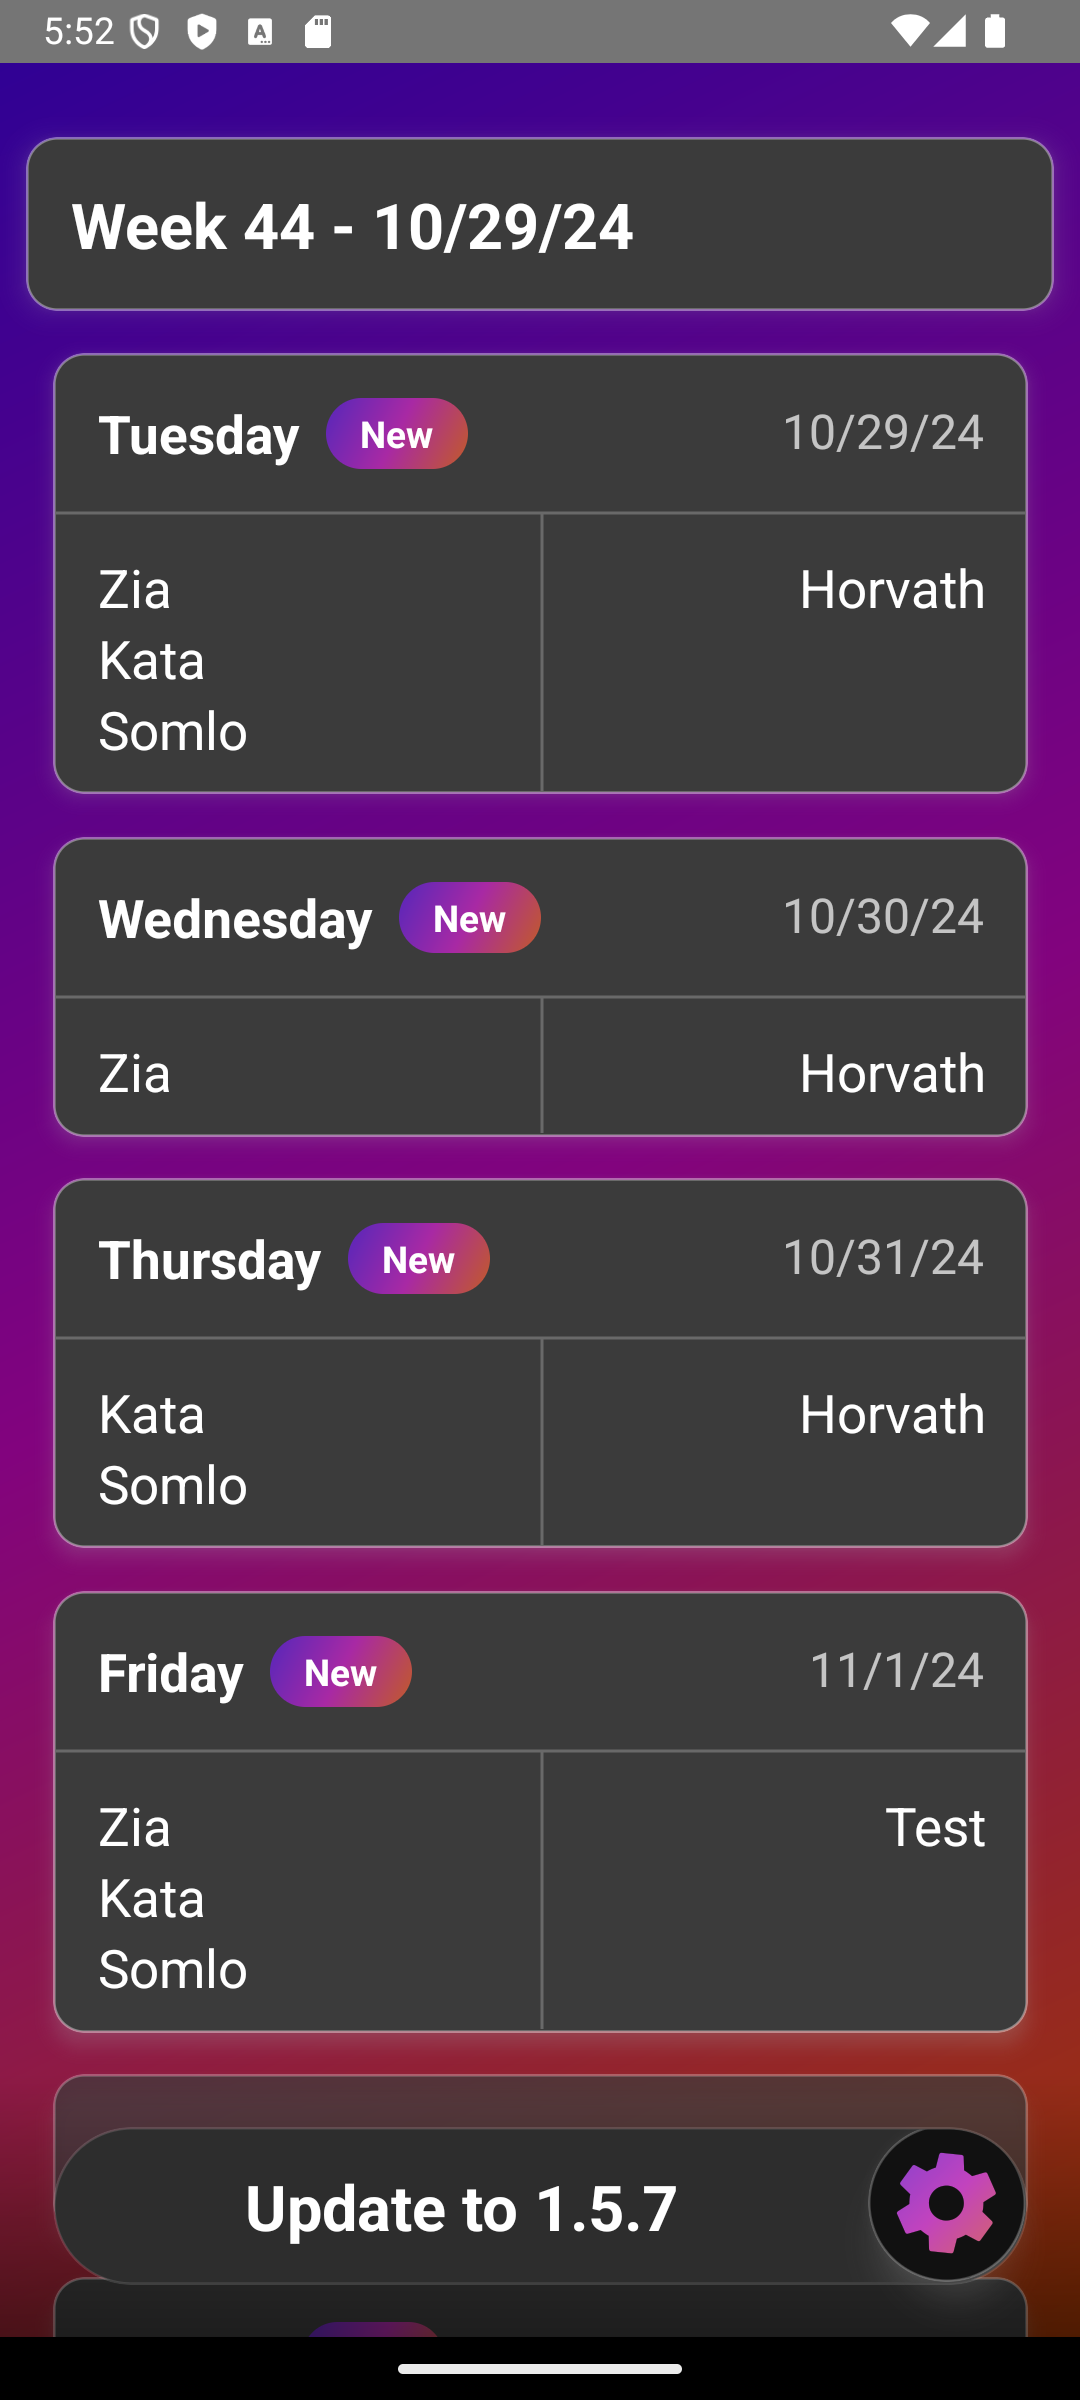 5:52
Week 44 - 10/29/24
Tuesday New 10/29/24
Zia Horvath
Kata
Somlo
Wednesday New 10/30/24
Zia Horvath
Thursday New 10/31/24
Kata Horvath
Somlo
Friday New 11/1/24
Zia Test
Kata
Somlo
Update to 1.5.7